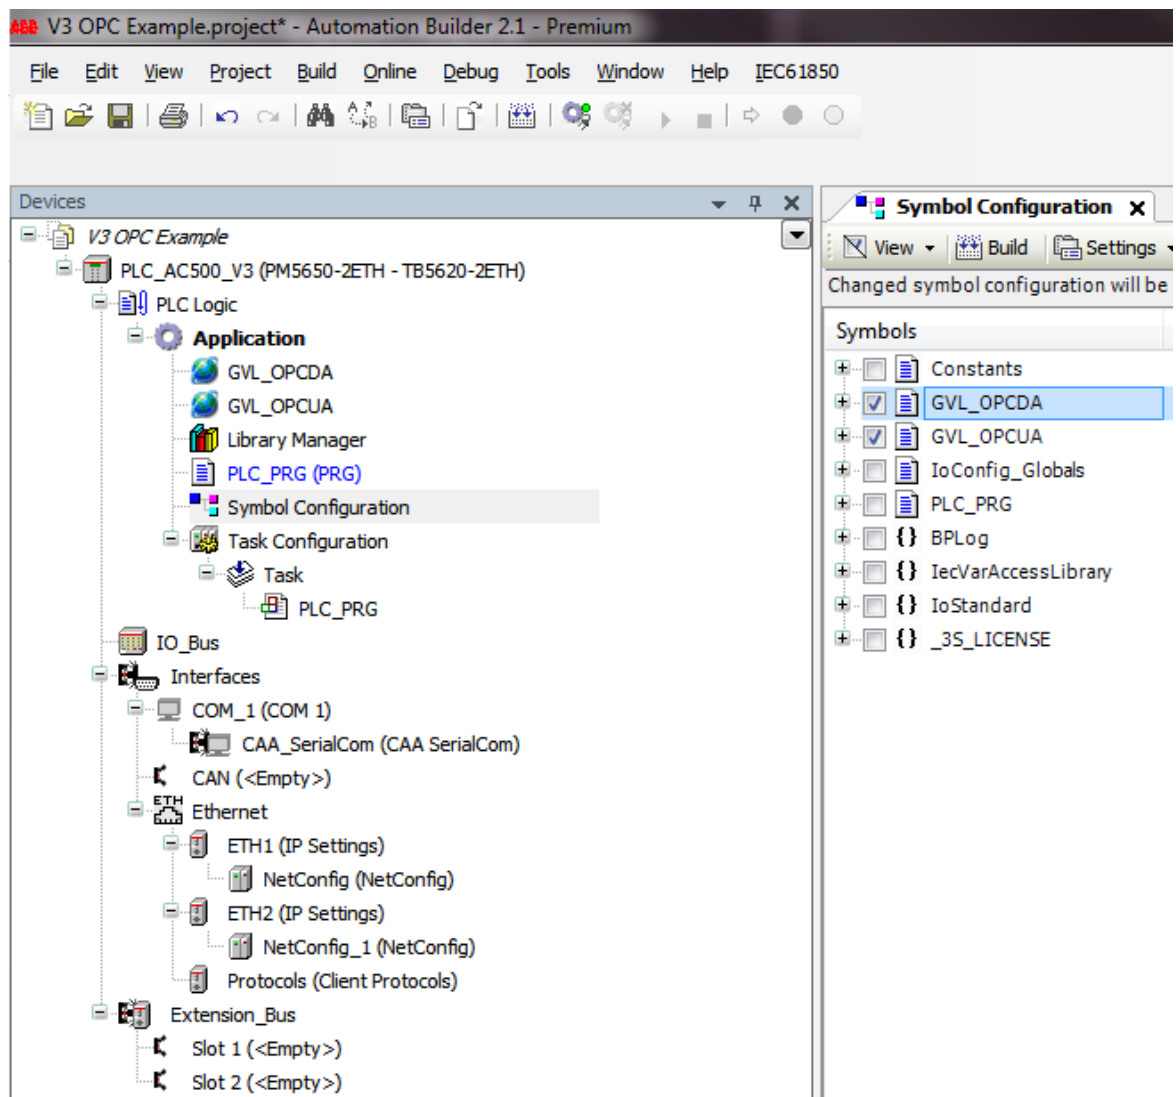 ABB V3 OPC Example.project* - Automation Builder 2.1 - Premium
File Edit View Project Build Online Debug Tools Window Help IEC61850
Devices
V3 OPC Example
PLC_AC500_V3 (PM5650-2ETH - TB5620-2ETH)
PLC Logic
Application
GVL_OPCDA
GVL_OPCUA
Library Manager
PLC_PRG (PRG)
Symbol Configuration
Task Configuration
Task
PLC_PRG
IO_Bus
Interfaces
COM_1 (COM 1)
CAA_SerialCom (CAA SerialCom)
CAN (<Empty>)
ETH Ethernet
ETH1 (IP Settings)
NetConfig (NetConfig)
ETH2 (IP Settings)
NetConfig_1 (NetConfig)
Protocols (Client Protocols)
Extension_Bus
Slot 1 (<Empty>)
Slot 2 (<Empty>)
Symbol Configuration
View Build Settings
Changed symbol configuration will be
Symbols
Constants
GVL_OPCDA
GVL_OPCUA
IoConfig_Globals
PLC_PRG
{} BPLog
{} IecVarAccessLibrary
{} IoStandard
{} _3S_LICENSE